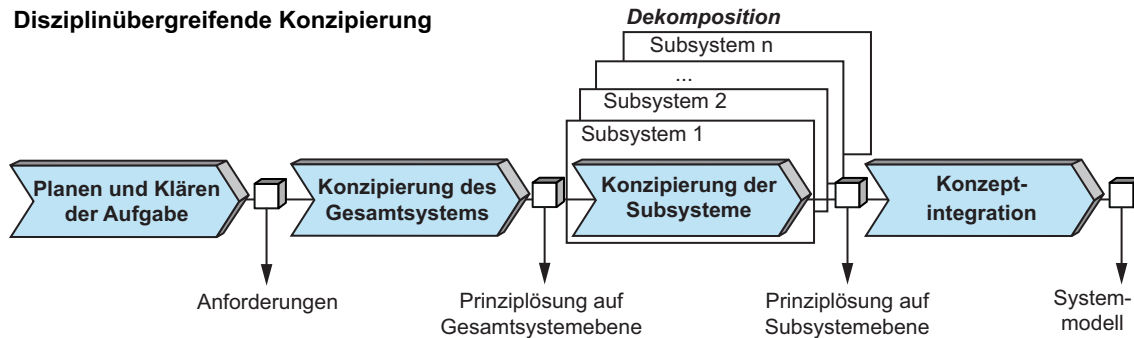 Disziplinübergreifende Konzipierung
Dekomposition
Subsystem n
...
Subsystem 2
Subsystem 1
Planen und Klären
der Aufgabe
Konzipierung des
Gesamtsystems
Konzipierung der
Subsysteme
Konzept-
integration
Anforderungen
Prinziplösung auf
Gesamtsystemebene
Prinziplösung auf
Subsystemebene
System-
modell